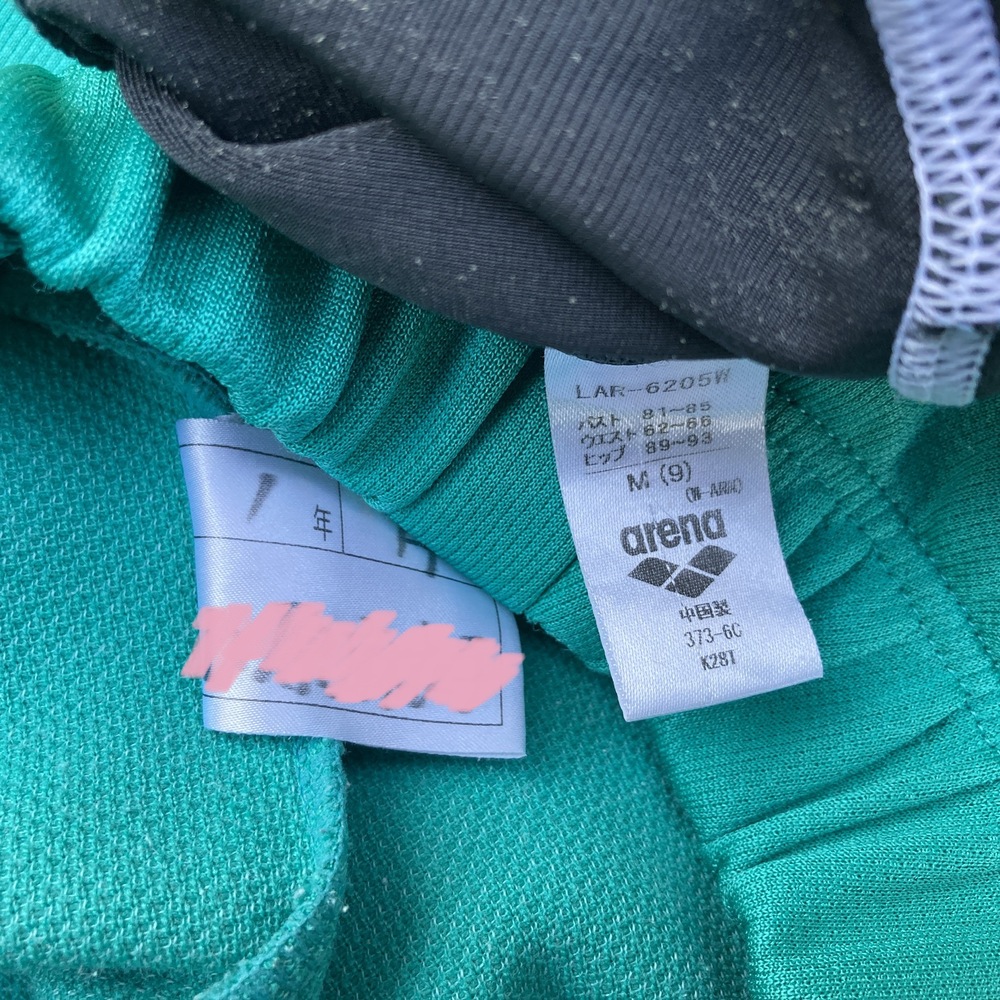 1年
LAR-6205W
バスト 81~85
ウエスト 62~66
ヒップ 89~93
M (9)
arena
中国製
373-6C
K28T